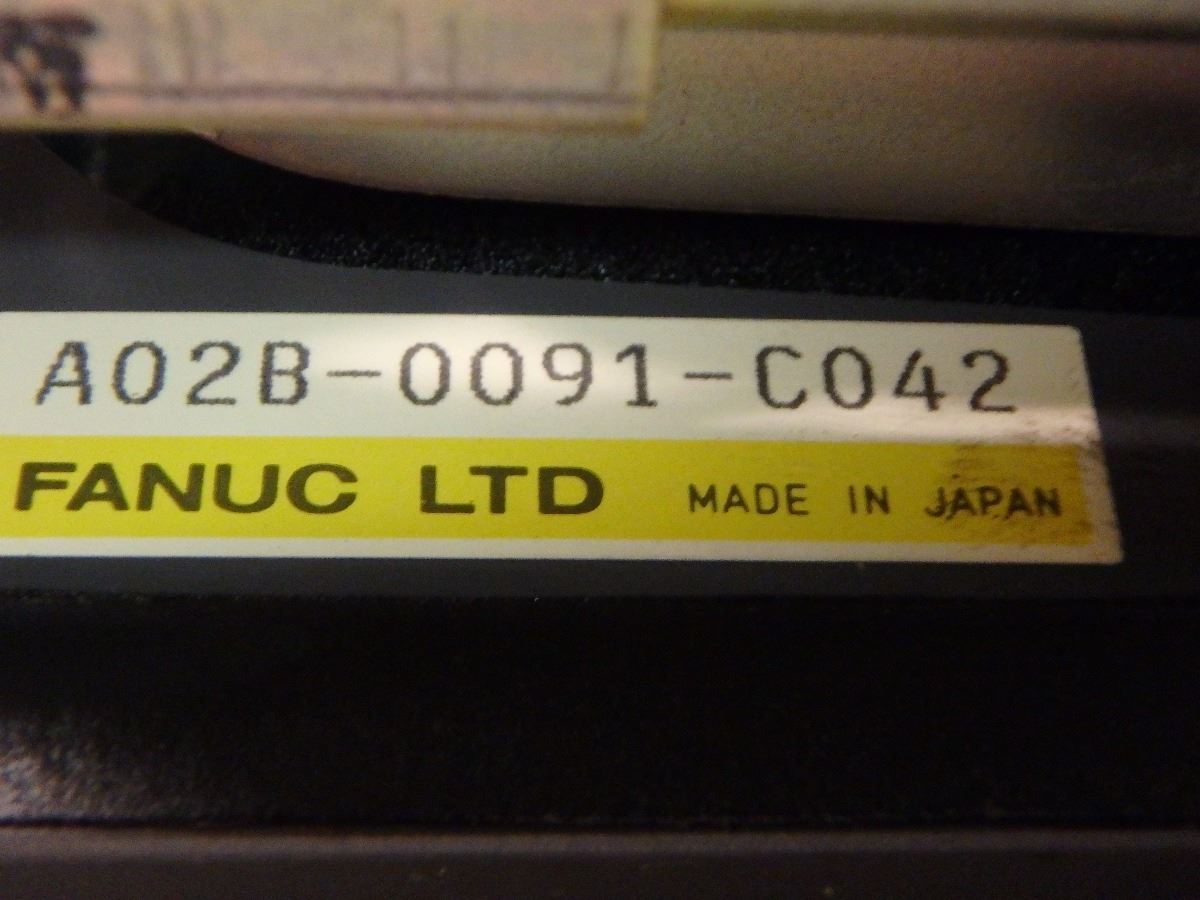 A02B-0091-C042
FANUC LTD MADE IN JAPAN